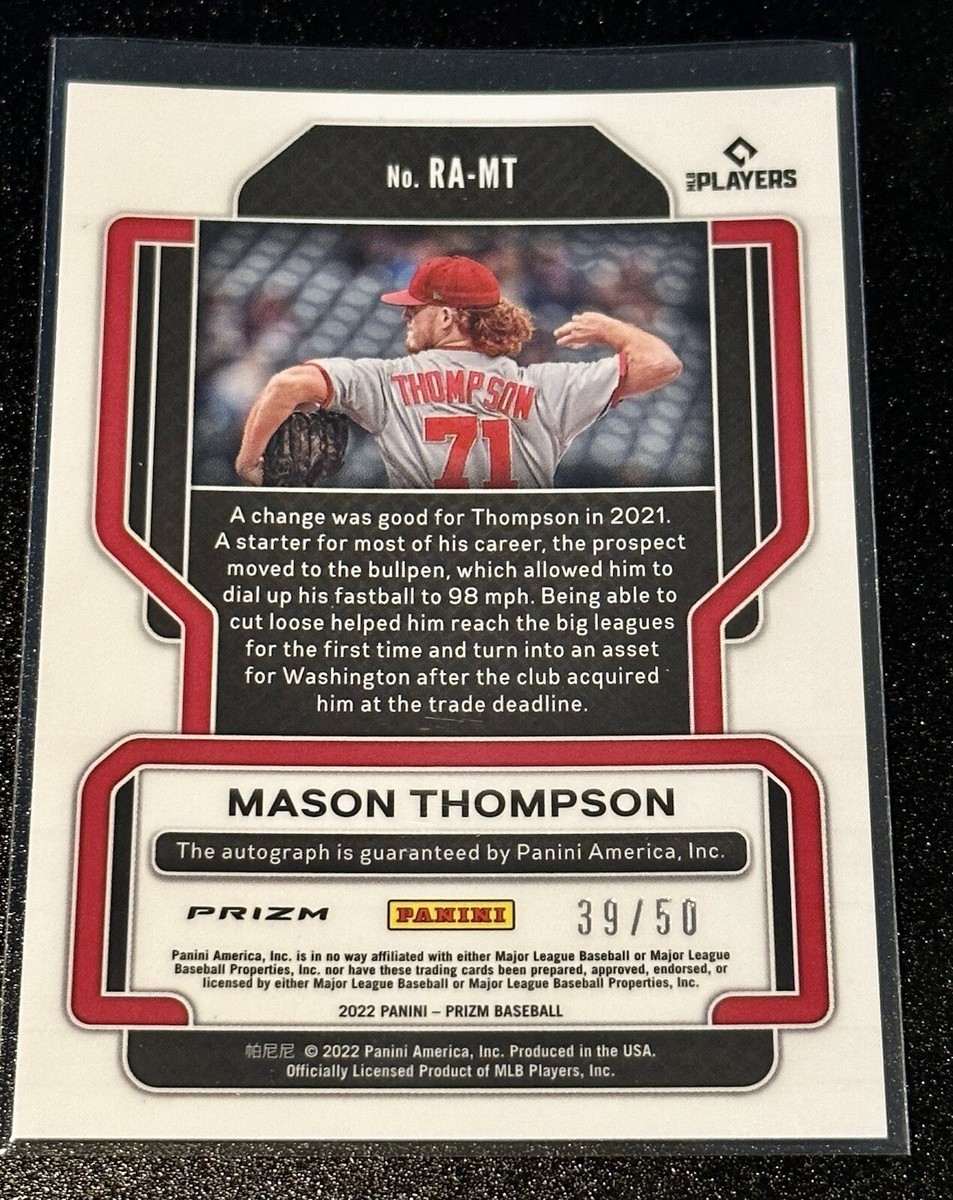 No. RA-MT
MLB PLAYERS
THOMPSON
71
A change was good for Thompson in 2021.
A starter for most of his career, the prospect
moved to the bullpen, which allowed him to
dial up his fastball to 98 mph. Being able to
cut loose helped him reach the big leagues
for the first time and turn into an asset
for Washington after the club acquired
him at the trade deadline.
MASON THOMPSON
The autograph is guaranteed by Panini America, Inc.
PRIZM PANINI 39/50
Panini America, Inc. is in no way affiliated with either Major League Baseball or Major League
Baseball Properties, Inc. nor have these trading cards been prepared, approved, endorsed, or
licensed by either Major League Baseball or Major League Baseball Properties, Inc.
2022 PANINI – PRIZM BASEBALL
帕尼尼 © 2022 Panini America, Inc. Produced in the USA.
Officially Licensed Product of MLB Players, Inc.